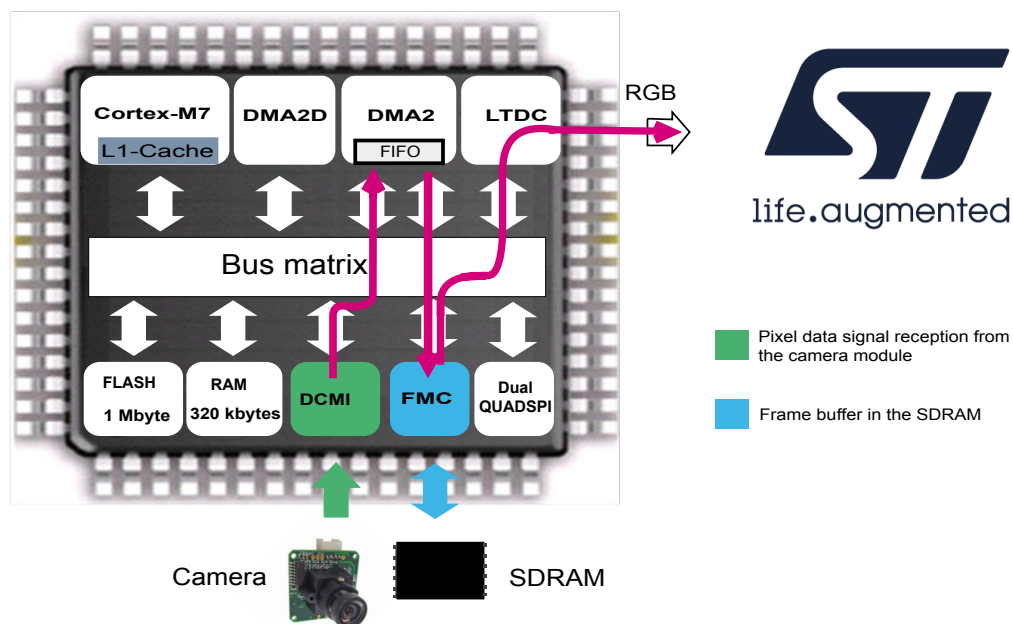 Cortex-M7
L1-Cache
DMA2D
DMA2
FIFO
LTDC
RGB
ST
life.augmented
Bus matrix
Pixel data signal reception from
the camera module
FLASH
1 Mbyte
RAM
320 kbytes
DCMI
FMC
Dual
QUADSPI
Frame buffer in the SDRAM
Camera
SDRAM